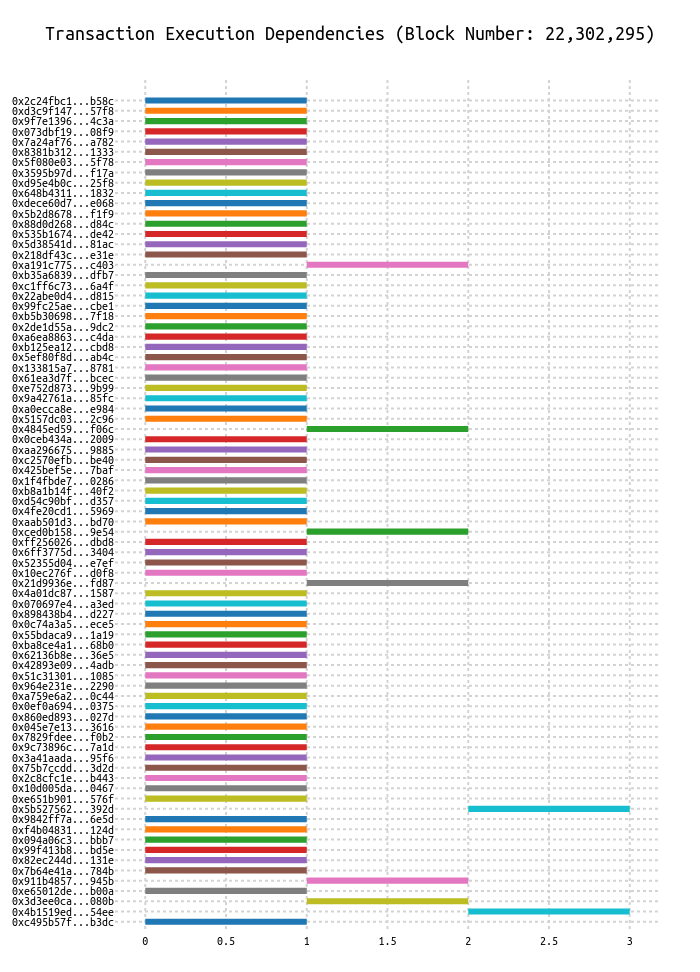 Transaction Execution Dependencies (Block Number: 22,302,295)
0x2c24fbc1...b58c
0xd3c9f147...57f8
0x9f7e1396...4c3a
0x073dbf19...08f9
0x7a24af76...a782
0x8381b312...1333
0x5f080e03...5f78
0x3595b97d...f17a
0xd95e4b0c...25f8
0x648b4311...1832
0xdece60d7...e068
0x5b2d8678...f1f9
0x88d0d268...d84c
0x535b1674...de42
0x5d38541d...81ac
0x218df43c...e31e
0xa191c775...c403
0xb35a6839...dfb7
0xc1ff6c73...6a4f
0x22abe0d4...d815
0x99fc25ae...cbe1
0xb5b30698...7f18
0x2de1d55a...9dc2
0xa6ea8863...c4da
0xb125ea12...cbd8
0x5ef80f8d...ab4c
0x133815a7...8781
0x61ea3d7f...bcec
0xe752d873...9b99
0x9a42761a...85fc
0xa0ecca8e...e984
0x5157dc03...2c96
0x4845ed59...f06c
0x0ceb434a...2009
0xaa296675...9885
0xc2570efb...be40
0x425bef5e...7baf
0x1f4fbde7...0286
0xb8a1b14f...40f2
0xd54c90bf...d357
0x4fe20cd1...5969
0xaab501d3...bd70
0xced0b158...9e54
0xff256026...dbd8
0x6ff3775d...3404
0x52355d04...e7ef
0x10ec276f...d0f8
0x21d9936e...fd87
0x4a01dc87...1587
0x070697e4...a3ed
0x898438b4...d227
0x0c74a3a5...ece5
0x55bdaca9...1a19
0xba8ce4a1...68b0
0x62136b8e...36e5
0x42893e09...4adb
0x51c31301...1085
0x964e231e...2290
0xa759e6a2...0c44
0x0ef0a694...0375
0x860ed893...027d
0x045e7e13...3616
0x7829fdee...f0b2
0x9c73896c...7a1d
0x3a41aada...95f6
0x75b7ccdd...3d2d
0x2c8cfc1e...b443
0x10d005da...0467
0xe651b901...576f
0x5b527562...392d
0x9842ff7a...6e5d
0xf4b04831...124d
0x094a06c3...bbb7
0x99f413b8...bd5e
0x82ec244d...131e
0x7b64e41a...784b
0x911b4857...945b
0xe65012de...b00a
0x3d3ee0ca...080b
0x4b1519ed...54ee
0xc495b57f...b3dc
0 0.5 1 1.5 2 2.5 3